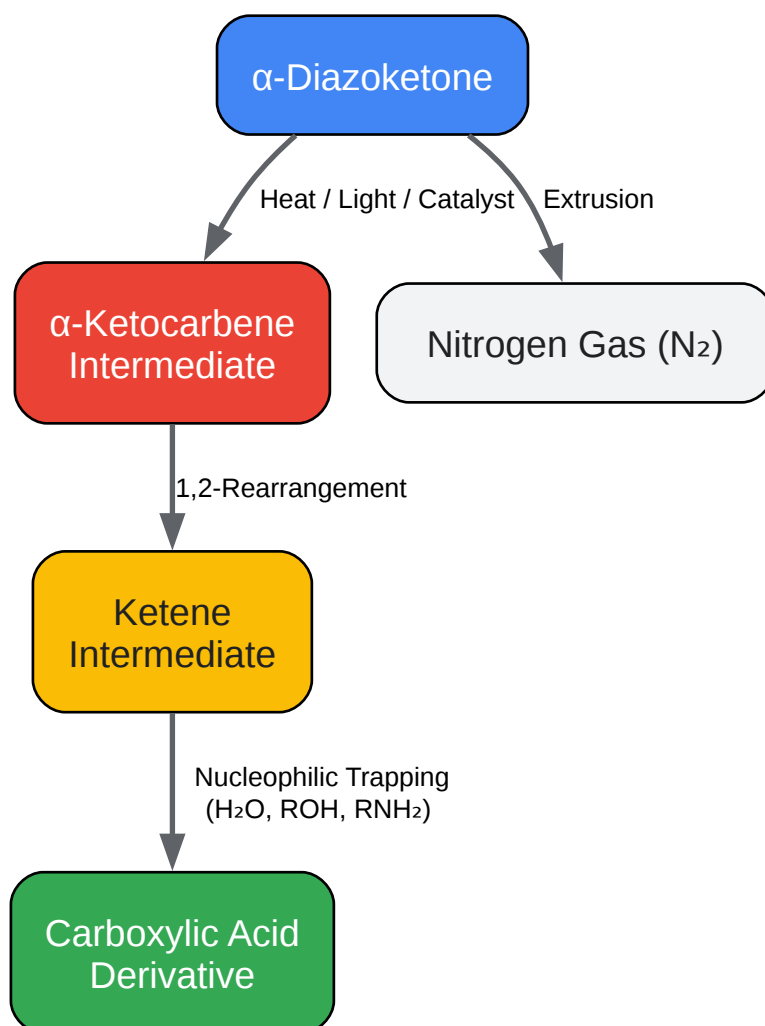 α-Diazoketone
Heat / Light / Catalyst
Extrusion
α-Ketocarbene
Intermediate
Nitrogen Gas (N₂)
1,2-Rearrangement
Ketene
Intermediate
Nucleophilic Trapping
(H₂O, ROH, RNH₂)
Carboxylic Acid
Derivative